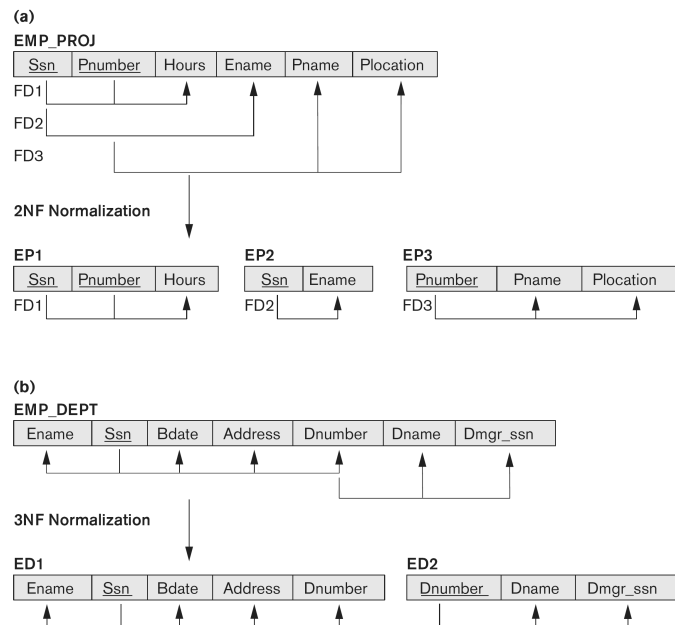 (a)
EMP_PROJ
Ssn Pnumber Hours Ename Pname Plocation
FD1
FD2
FD3
2NF Normalization
EP1 EP2 EP3
Ssn Pnumber Hours Ssn Ename Pnumber Pname Plocation
FD1 FD2 FD3
(b)
EMP_DEPT
Ename Ssn Bdate Address Dnumber Dname Dmgr_ssn
3NF Normalization
ED1 ED2
Ename Ssn Bdate Address Dnumber Dnumber Dname Dmgr_ssn